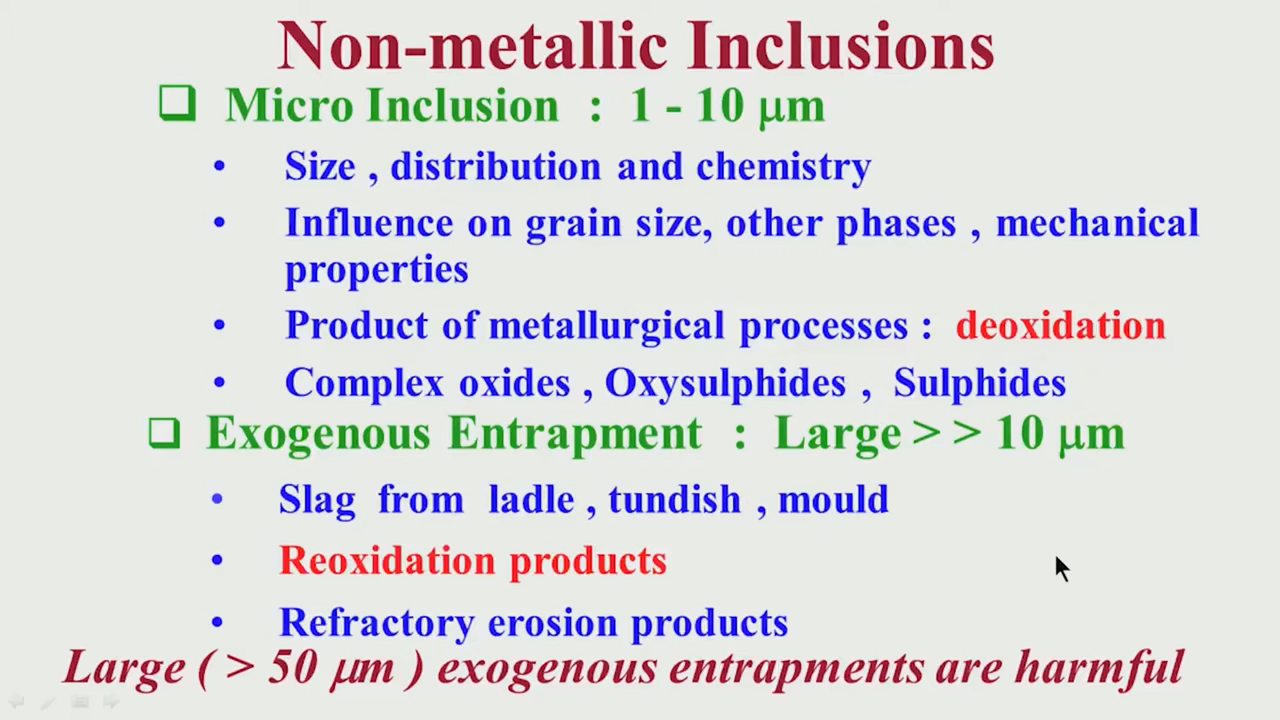 Non-metallic Inclusions
❑ Micro Inclusion : 1 - 10 μm
• Size , distribution and chemistry
• Influence on grain size, other phases , mechanical
properties
• Product of metallurgical processes : deoxidation
• Complex oxides , Oxysulphides , Sulphides
❑ Exogenous Entrapment : Large > > 10 μm
• Slag from ladle , tundish , mould
• Reoxidation products
• Refractory erosion products
Large ( > 50 μm ) exogenous entrapments are harmful